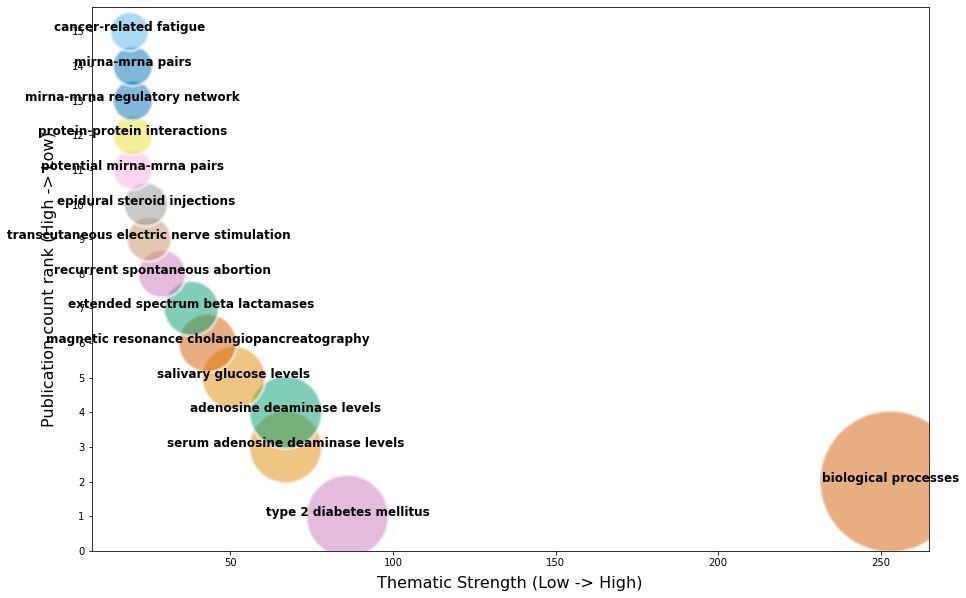 15 cancer-related fatigue
14 mirna-mrna pairs
13 mirna-mrna regulatory network
12 protein-protein interactions
11 potential mirna-mrna pairs
10 epidural steroid injections
9 transcutaneous electric nerve stimulation
8 recurrent spontaneous abortion
7 extended spectrum beta lactamases
6 magnetic resonance cholangiopancreatography
5 salivary glucose levels
4 adenosine deaminase levels
3 serum adenosine deaminase levels
2 biological processes
1 type 2 diabetes mellitus
0
Publication count rank (High -> Low)
50 100 150 200 250
Thematic Strength (Low -> High)